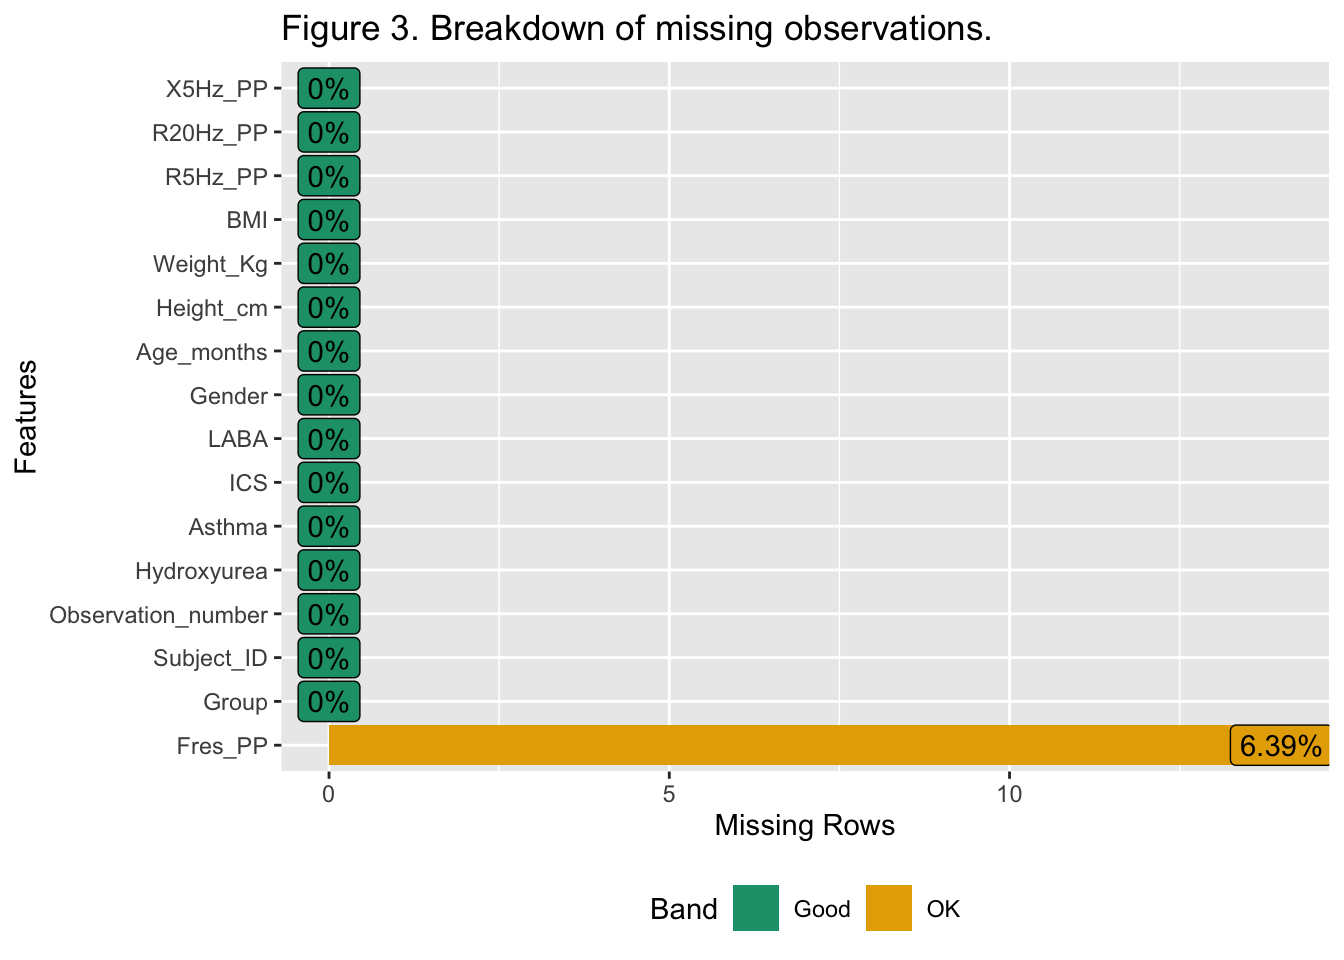 Figure 3. Breakdown of missing observations.
X5Hz_PP 0%
R20Hz_PP 0%
R5Hz_PP 0%
BMI 0%
Weight_Kg 0%
Height_cm 0%
Age_months 0%
Gender 0%
LABA 0%
ICS 0%
Asthma 0%
Hydroxyurea 0%
Observation_number 0%
Subject_ID 0%
Group 0%
Fres_PP 6.39%
Features
0 5 10
Missing Rows
Band Good OK